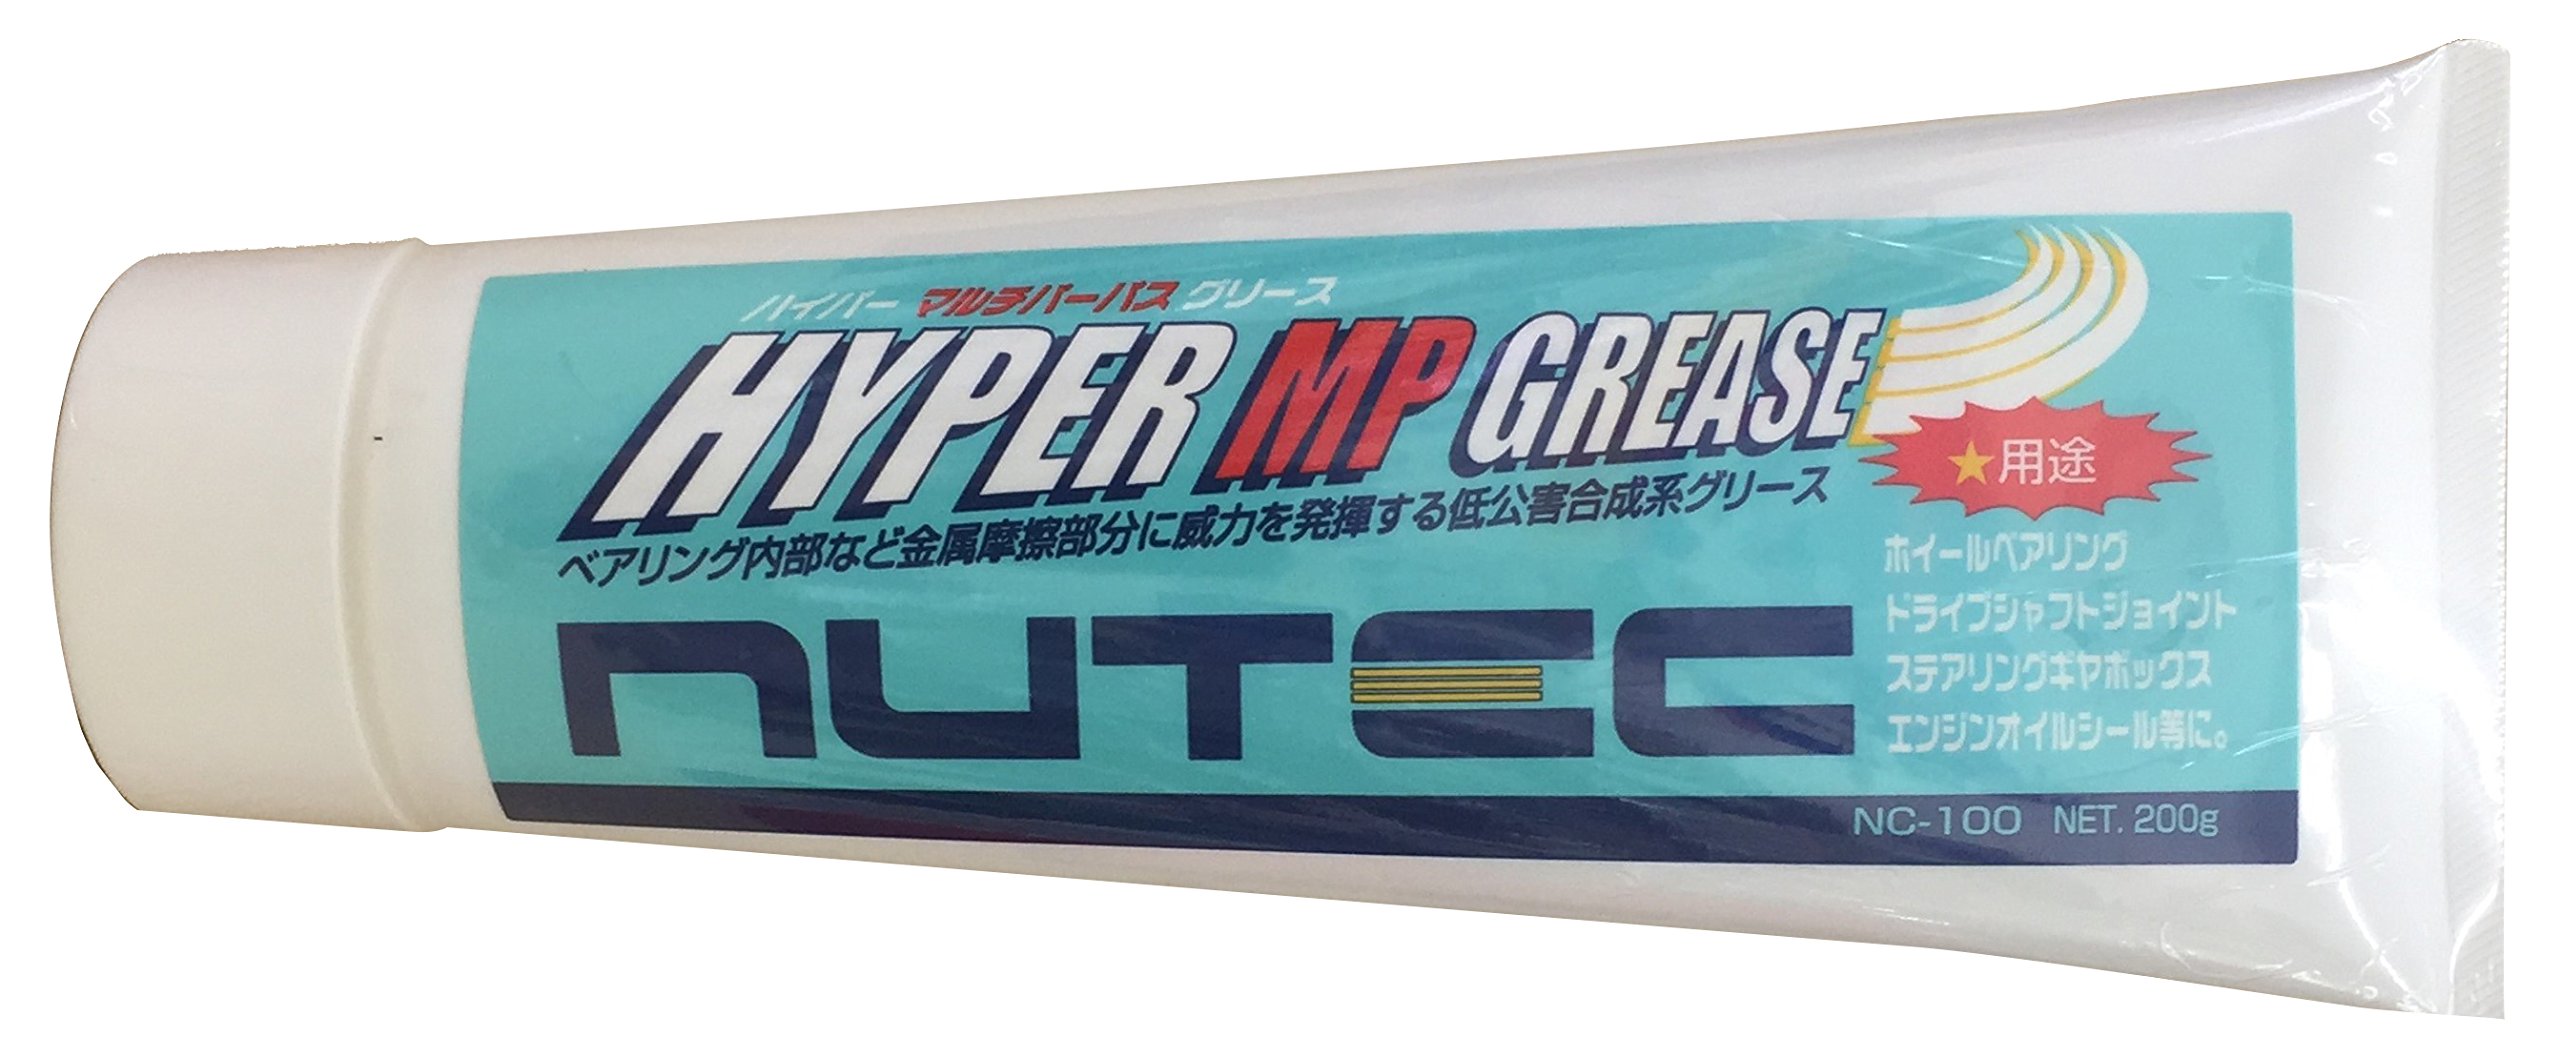 ハイパー マルチパーパス グリース
HYPER MP GREASE
ベアリング内部など金属摩擦部分に威力を発揮する低公害合成系グリース
NUTEC
★用途
ホイールベアリング
ドライブシャフトジョイント
ステアリングギヤボックス
エンジンオイルシール等に。
NC-100 NET. 200g